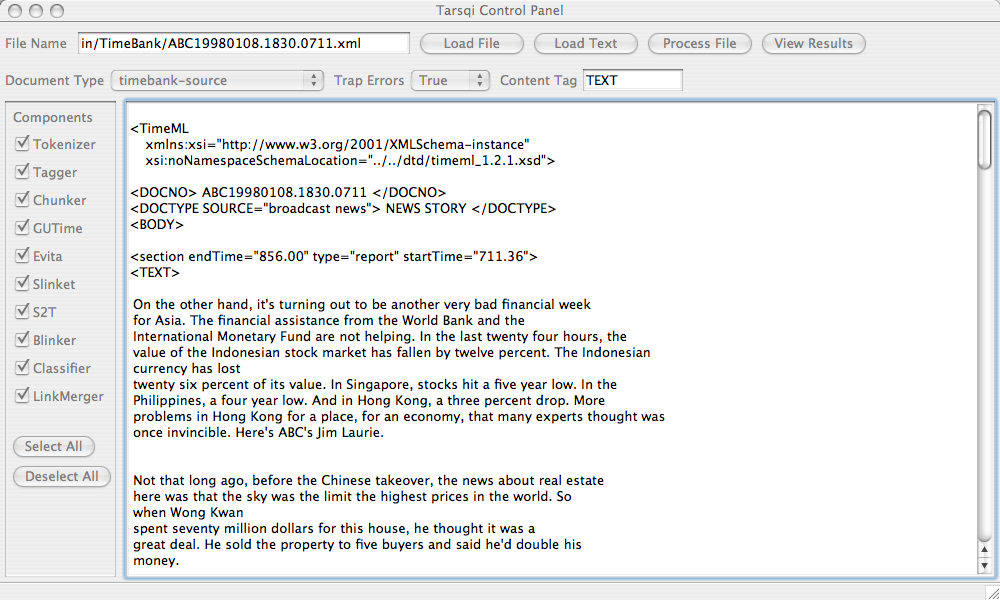 Tarsqi Control Panel
File Name in/TimeBank/ABC19980108.1830.0711.xml Load File Load Text Process File View Results
Document Type timebank-source Trap Errors True Content Tag TEXT
Components
Tokenizer
Tagger
Chunker
GUTime
Evita
Slinket
S2T
Blinker
Classifier
LinkMerger
Select All
Deselect All
<TimeML
xmlns:xsi="http://www.w3.org/2001/XMLSchema-instance"
xsi:noNamespaceSchemaLocation="../../dtd/timeml_1.2.1.xsd">
<DOCNO> ABC19980108.1830.0711 </DOCNO>
<DOCTYPE SOURCE="broadcast news"> NEWS STORY </DOCTYPE>
<BODY>
<section endTime="856.00" type="report" startTime="711.36">
<TEXT>
On the other hand, it's turning out to be another very bad financial week
for Asia. The financial assistance from the World Bank and the
International Monetary Fund are not helping. In the last twenty four hours, the
value of the Indonesian stock market has fallen by twelve percent. The Indonesian
currency has lost
twenty six percent of its value. In Singapore, stocks hit a five year low. In the
Philippines, a four year low. And in Hong Kong, a three percent drop. More
problems in Hong Kong for a place, for an economy, that many experts thought was
once invincible. Here's ABC's Jim Laurie.
Not that long ago, before the Chinese takeover, the news about real estate
here was that the sky was the limit the highest prices in the world. So
when Wong Kwan
spent seventy million dollars for this house, he thought it was a
great deal. He sold the property to five buyers and said he'd double his
money.